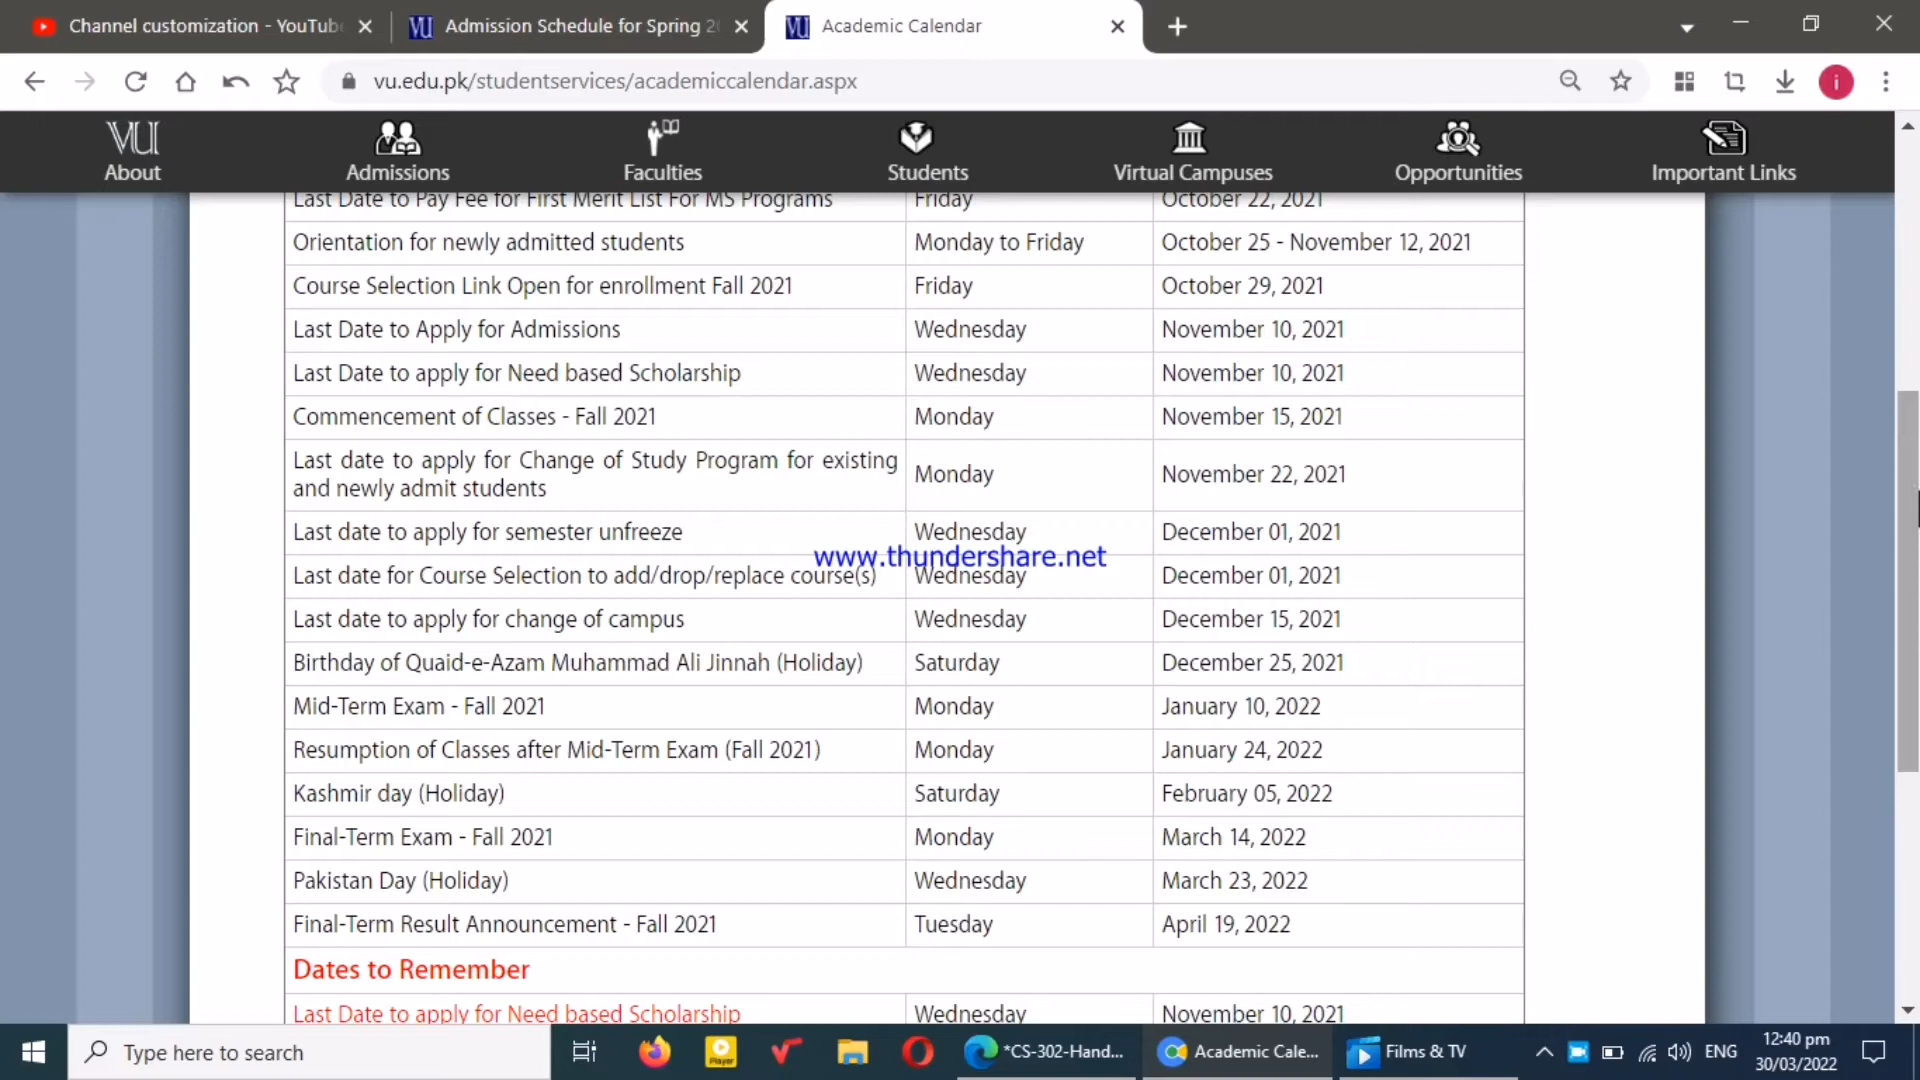 Channel customization - YouTube
Admission Schedule for Spring 2
Academic Calendar
vu.edu.pk/studentservices/academiccalendar.aspx
i
VU
About
Admissions
Faculties
Students
Virtual Campuses
Opportunities
Important Links
Last Date to Pay Fee for First Merit List For MS Programs Friday October 22, 2021
Orientation for newly admitted students Monday to Friday October 25 - November 12, 2021
Course Selection Link Open for enrollment Fall 2021 Friday October 29, 2021
Last Date to Apply for Admissions Wednesday November 10, 2021
Last Date to apply for Need based Scholarship Wednesday November 10, 2021
Commencement of Classes - Fall 2021 Monday November 15, 2021
Last date to apply for Change of Study Program for existing
and newly admit students Monday November 22, 2021
Last date to apply for semester unfreeze Wednesday December 01, 2021
www.thundershare.net
Last date for Course Selection to add/drop/replace course(s) Wednesday December 01, 2021
Last date to apply for change of campus Wednesday December 15, 2021
Birthday of Quaid-e-Azam Muhammad Ali Jinnah (Holiday) Saturday December 25, 2021
Mid-Term Exam - Fall 2021 Monday January 10, 2022
Resumption of Classes after Mid-Term Exam (Fall 2021) Monday January 24, 2022
Kashmir day (Holiday) Saturday February 05, 2022
Final-Term Exam - Fall 2021 Monday March 14, 2022
Pakistan Day (Holiday) Wednesday March 23, 2022
Final-Term Result Announcement - Fall 2021 Tuesday April 19, 2022
Dates to Remember
Last Date to apply for Need based Scholarship Wednesday November 10, 2021
Type here to search
Player
*CS-302-Hand...
Academic Cale...
Films & TV
ENG
12:40 pm
30/03/2022